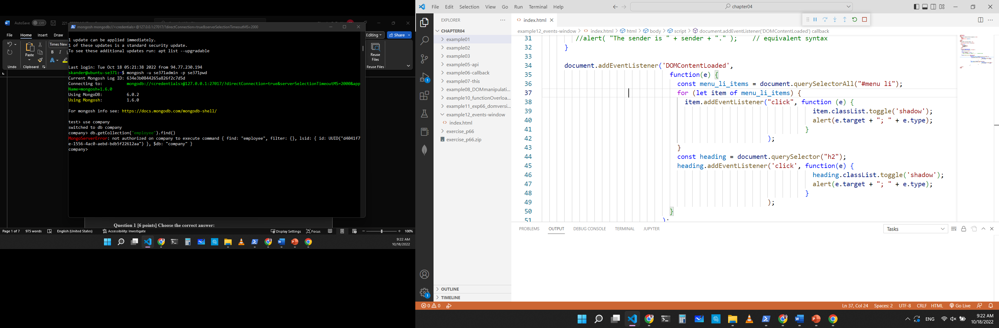 AutoSave Off 221
File Home Insert Draw Editing Share
Undo Paste Clipboard Times New B I Reuse Files Reuse Files
mongosh mongodb://<credentials>@127.0.0.1:27017/?directConnection=true&serverSelectionTimeoutMS=2000
1 update can be applied immediately.
1 of these updates is a standard security update.
To see these additional updates run: apt list --upgradable
Last login: Tue Oct 18 05:21:38 2022 from 94.77.230.194
skander@ubuntu-se371:~$ mongosh -u se371admin -p se371pwd
Current Mongosh Log ID: 634e3b0844265a826f2c7d5d
Connecting to: mongodb://<credentials>@127.0.0.1:27017/?directConnection=true&serverSelectionTimeoutMS=2000&app
Name=mongosh+1.6.0
Using MongoDB: 6.0.2
Using Mongosh: 1.6.0
For mongosh info see: https://docs.mongodb.com/mongodb-shell/
test> use company
switched to db company
company> db.getCollection("employee").find()
MongoServerError: not authorized on company to execute command { find: "employee", filter: {}, lsid: { id: UUID("d4041f7
e-1556-4ac0-aebd-bdb5f22612aa") }, $db: "company" }
company>
Question 1 [6 points] Choose the correct answer:
Page 1 of 7 975 words English (United States) Accessibility: Investigate Display Settings Focus 100%
9:22 AM
10/18/2022
File Edit Selection View Go Run Terminal Help chapter04
EXPLORER
CHAPTER04
example01
example02
example03
example05-api
example06-callback
example07-this
example08_DOMmanipulati...
example10_functionOverloa...
example11_exp66_domversi...
example12_events-window
index.html
exercise_p66
exercise_p66.zip
OUTLINE
TIMELINE
index.html
example12_events-window > index.html > html > body > script > document.addEventListener('DOMContentLoaded') callback
31 //alert( "The sender is " + sender + "." ); // equivalent syntax
32 }
33
34 document.addEventListener('DOMContentLoaded',
35 function(e) {
36 const menu_li_items = document.querySelectorAll("#menu li");
37 for (let item of menu_li_items) {
38 item.addEventListener("click", function (e) {
39 item.classList.toggle('shadow');
40 alert(e.target + "; " + e.type);
41 }
42 );
43 }
44 const heading = document.querySelector("h2");
45 heading.addEventListener('click', function(e) {
46 heading.classList.toggle('shadow');
47 alert(e.target + "; " + e.type);
48 }
49 );
50 }
51 );
PROBLEMS OUTPUT DEBUG CONSOLE TERMINAL JUPYTER Tasks
0 0 Ln 37, Col 24 Spaces: 2 UTF-8 CRLF HTML Go Live
ENG 9:22 AM
10/18/2022